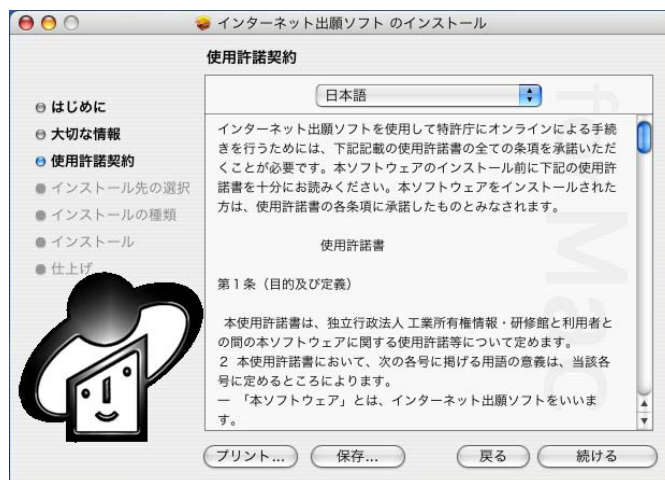 インターネット出願ソフト のインストール
使用許諾契約
はじめに
大切な情報
使用許諾契約
インストール先の選択
インストールの種類
インストール
仕上げ
日本語
インターネット出願ソフトを使用して特許庁にオンラインによる手続
きを行うためには、下記記載の使用許諾書の全ての条項を承諾いただ
くことが必要です。本ソフトウェアのインストール前に下記の使用許
諾書を十分にお読みください。本ソフトウェアをインストールされた
方は、使用許諾書の各条項に承諾したものとみなされます。
使用許諾書
第1条（目的及び定義）
本使用許諾書は、独立行政法人 工業所有権情報・研修館と利用者と
の間の本ソフトウェアに関する使用許諾等について定めます。
２ 本使用許諾書において、次の各号に掲げる用語の意義は、当該各
号に定めるところによります。
一 「本ソフトウェア」とは、インターネット出願ソフトをいいま
す。
for Mac
プリント...
保存...
戻る
続ける